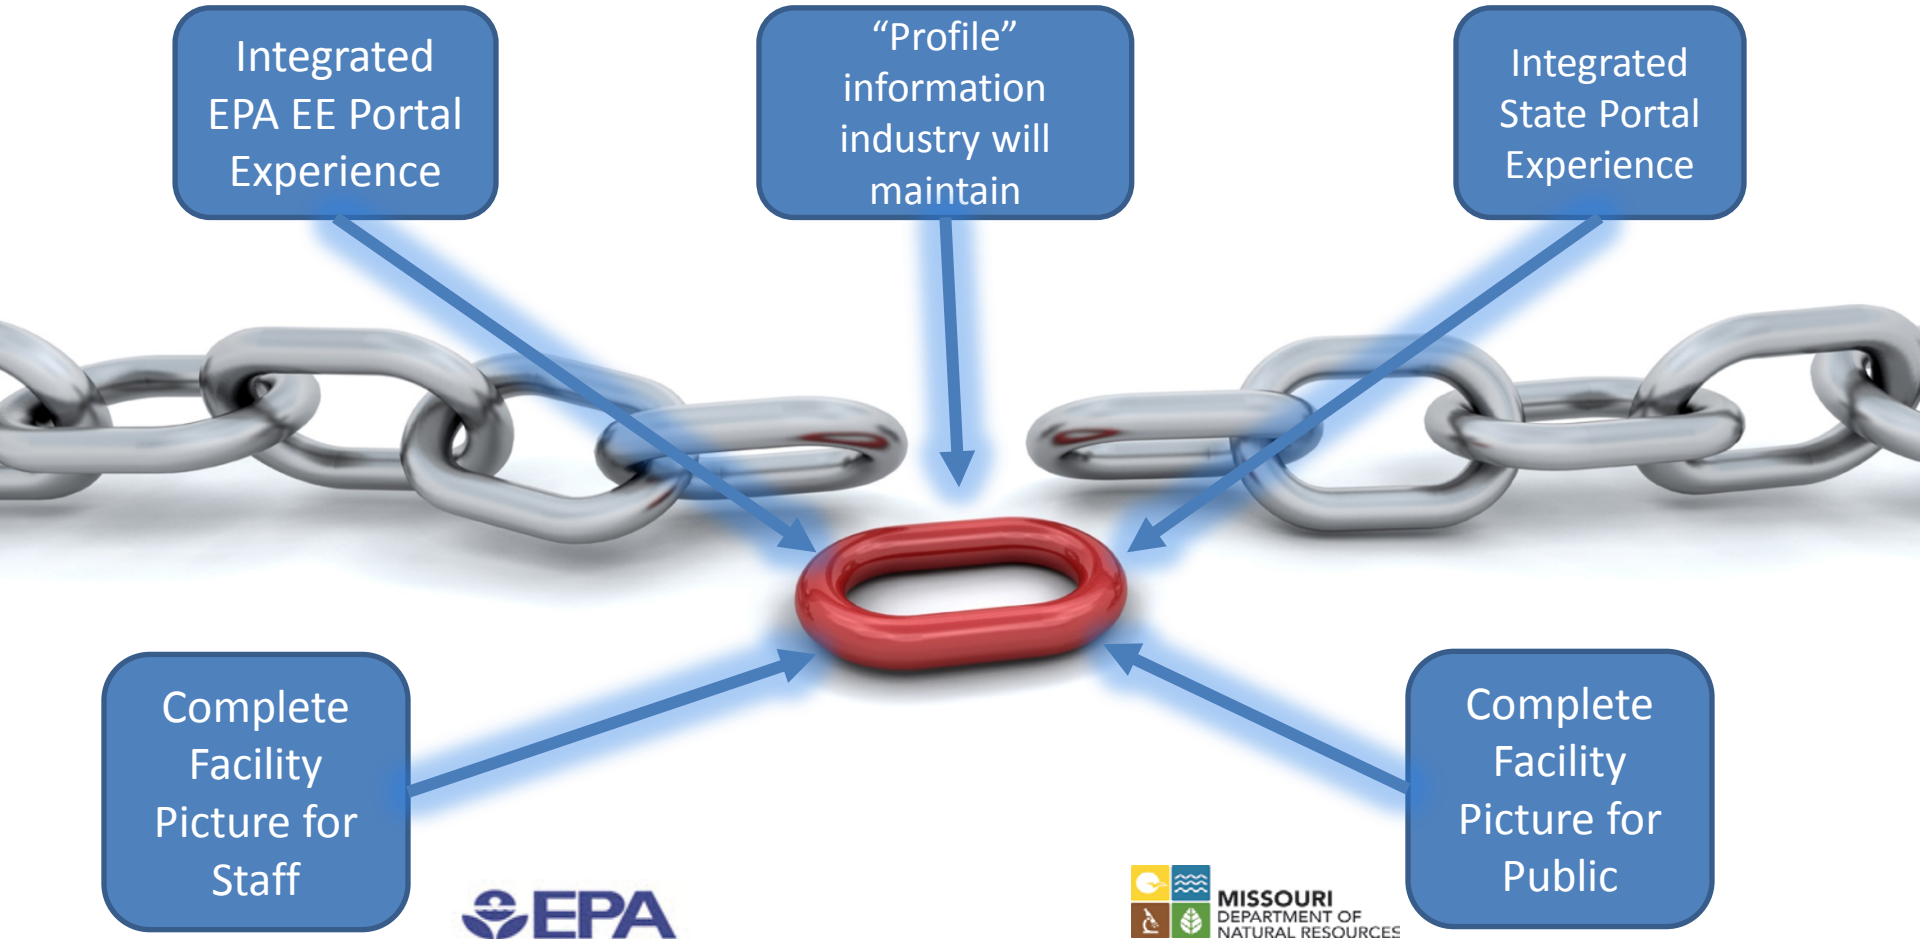 Integrated
EPA EE Portal
Experience
“Profile”
information
industry will
maintain
Integrated
State Portal
Experience
Complete
Facility
Picture for
Staff
Complete
Facility
Picture for
Public
EPA
MISSOURI
DEPARTMENT OF
NATURAL RESOURCES